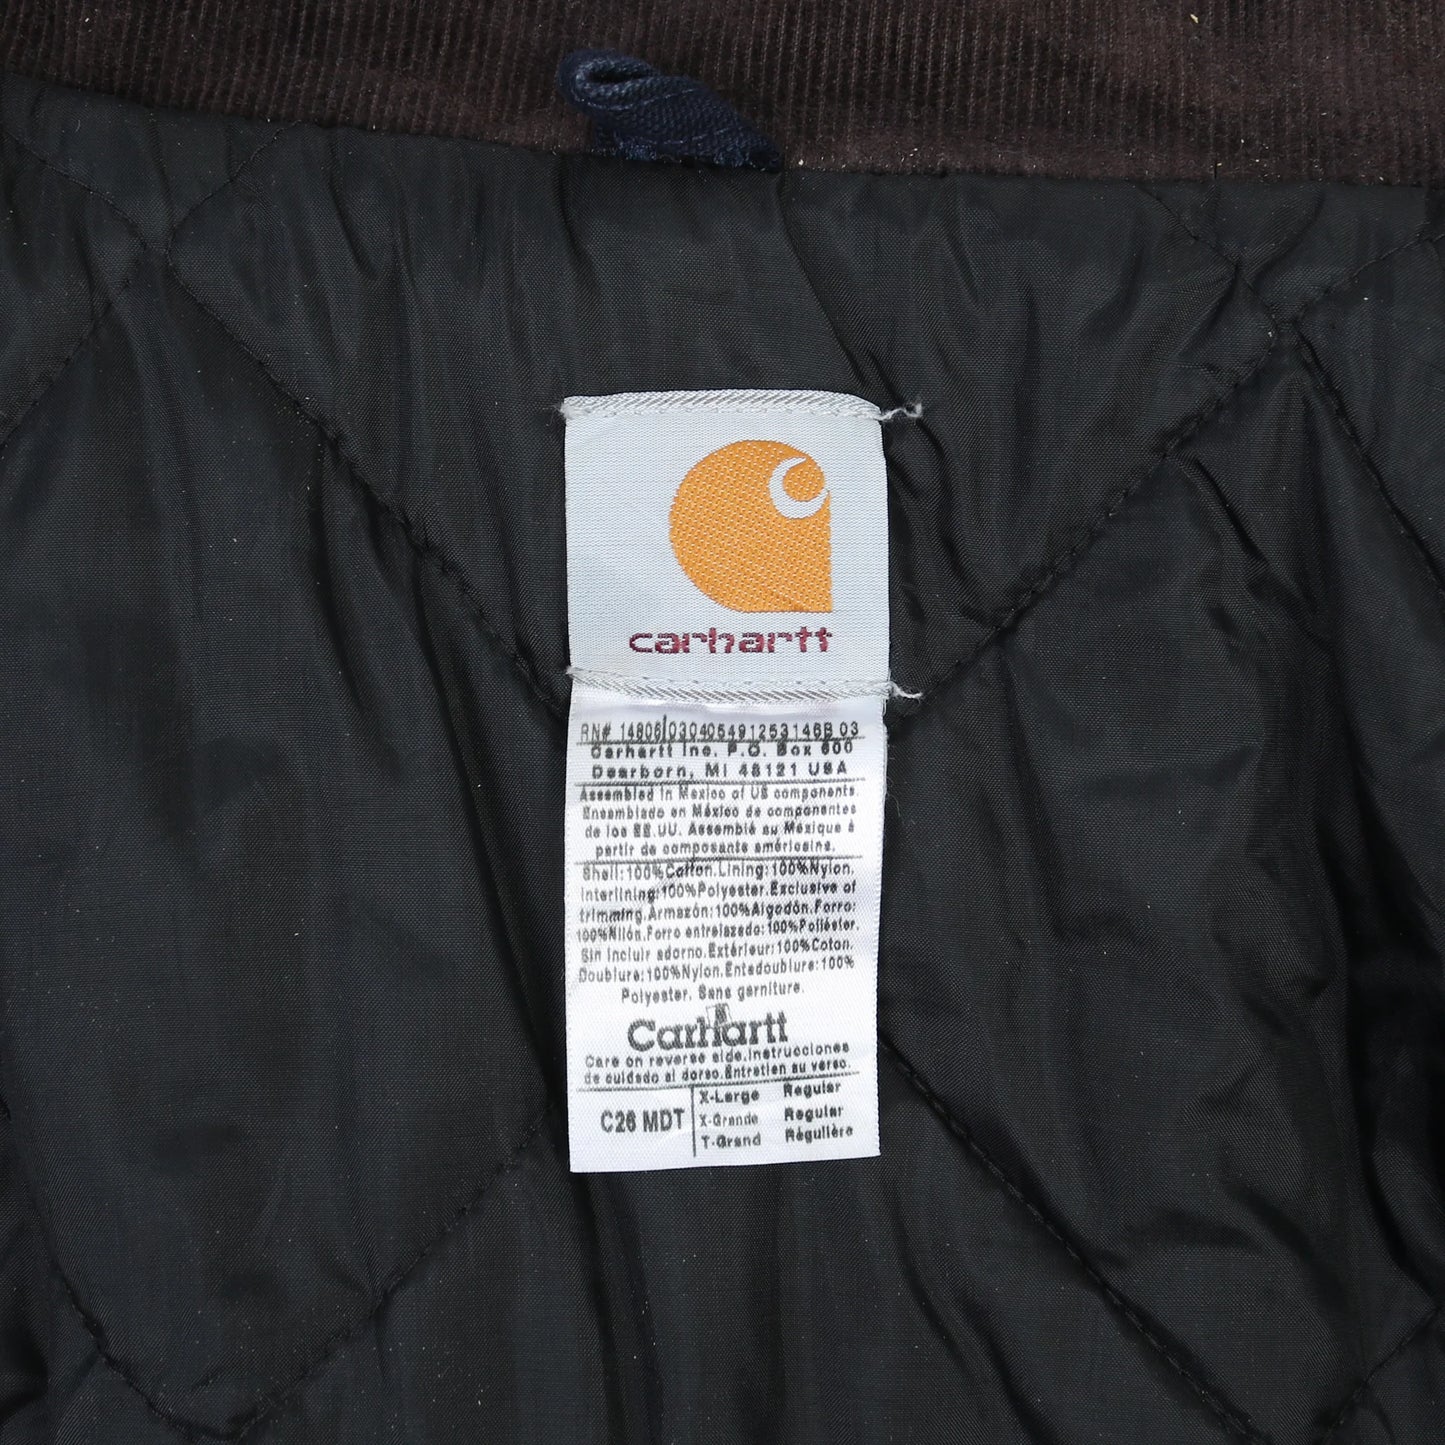 carhartt
RN# 14806/030405491253146B 03
Carhartt Inc. P.O. Box 600
Dearborn, MI 48121 USA
Assembled in Mexico of US components.
Ensamblado en México de componentes
de los EE.UU. Assemblé au Mexique à
partir de composants américains.
Shell:100%Cotton.Lining:100%Nylon.
Interlining:100%Polyester.Exclusive of
trimming.Armazón:100%Algodón.Forro:
100%Nilón.Forro entrelazado:100%Poliéster.
Sin Incluir adorno.Extérieur:100%Coton.
Doublure:100%Nylon.Entedoublure:100%
Polyester. Sans garniture.
Carhartt
Care on reverse side.Instrucciones
de cuidado al dorso.Entretien au verso.
C26 MDT
X-Large Regular
X-Grande Regular
T-Grand Régulière